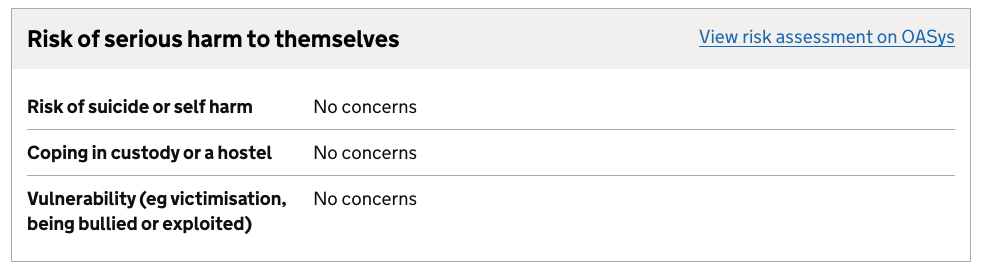 Risk of serious harm to themselves
View risk assessment on OASys
Risk of suicide or self harm
No concerns
Coping in custody or a hostel
No concerns
Vulnerability (eg victimisation,
being bullied or exploited)
No concerns